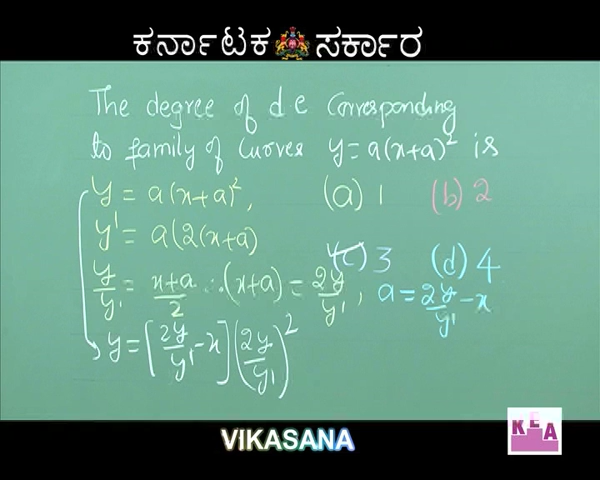 ಕರ್ನಾಟಕ ಸರ್ಕಾರ
The degree of d e corresponding
to family of curves y = a(x+a)² is
y = a(x+a)², (a) 1 (b) 2
y' = a(2(x+a)
(c) 3 (d) 4
y/y' = x+a/2 ∴ (x+a) = 2y/y', a = 2y/y' - x
y = [2y/y' - x] (2y/y')²
KEA
VIKASANA